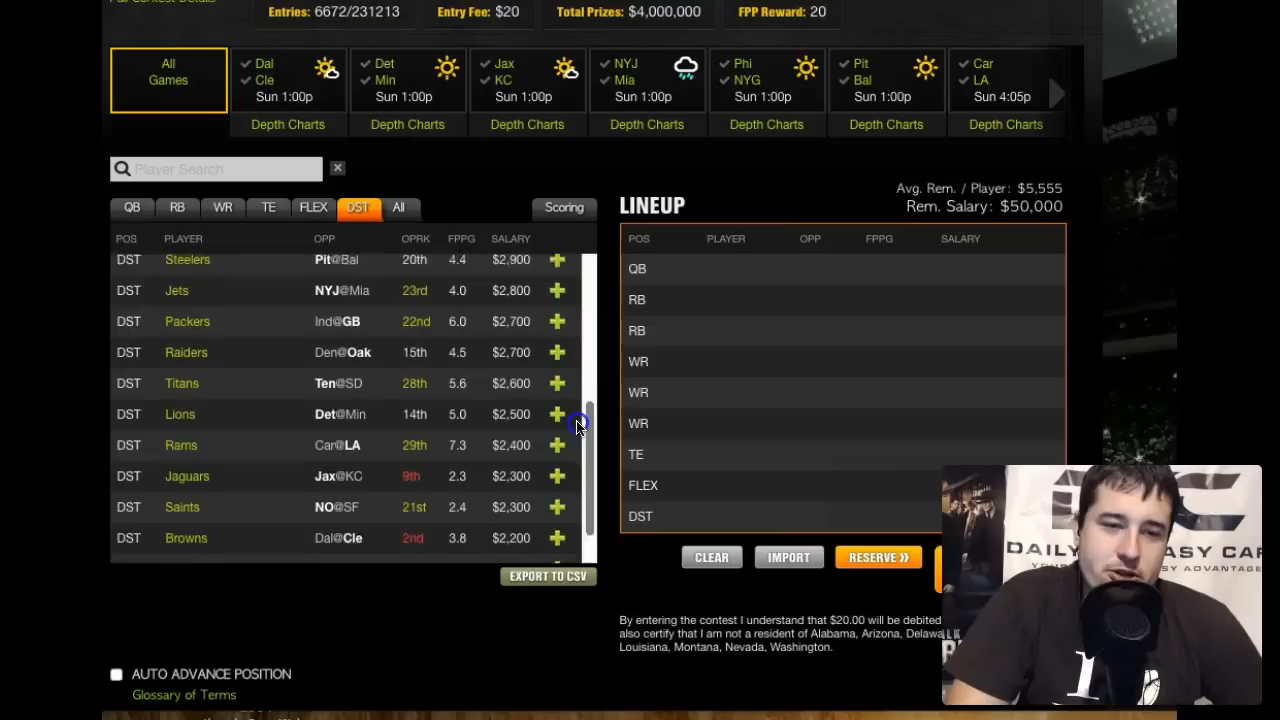 Entries: 6672/231213 Entry Fee: $20 Total Prizes: $4,000,000 FPP Reward: 20
All Games
Dal Cle Sun 1:00p
Det Min Sun 1:00p
Jax KC Sun 1:00p
NYJ Mia Sun 1:00p
Phi NYG Sun 1:00p
Pit Bal Sun 1:00p
Car LA Sun 4:05p
Depth Charts Depth Charts Depth Charts Depth Charts Depth Charts Depth Charts Depth Charts
Player Search
Avg. Rem. / Player: $5,555
LINEUP Rem. Salary: $50,000
QB RB WR TE FLEX DST All Scoring
POS PLAYER OPP OPRK FPPG SALARY
DST Steelers Pit@Bal 20th 4.4 $2,900
DST Jets NYJ@Mia 23rd 4.0 $2,800
DST Packers Ind@GB 22nd 6.0 $2,700
DST Raiders Den@Oak 15th 4.5 $2,700
DST Titans Ten@SD 28th 5.6 $2,600
DST Lions Det@Min 14th 5.0 $2,500
DST Rams Car@LA 29th 7.3 $2,400
DST Jaguars Jax@KC 9th 2.3 $2,300
DST Saints NO@SF 21st 2.4 $2,300
DST Browns Dal@Cle 2nd 3.8 $2,200
EXPORT TO CSV
POS PLAYER OPP FPPG SALARY
QB
RB
RB
WR
WR
WR
TE
FLEX
DST
CLEAR IMPORT RESERVE »
By entering the contest I understand that $20.00 will be debited
also certify that I am not a resident of Alabama, Arizona,
Louisiana, Montana, Nevada, Washington.
AUTO ADVANCE POSITION
Glossary of Terms
DAILY